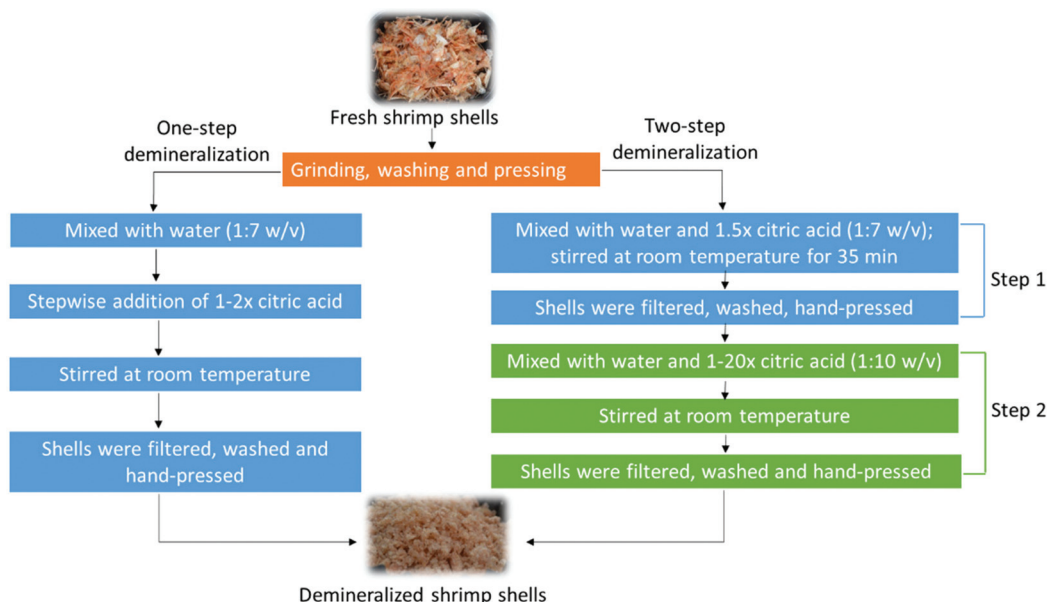 Fresh shrimp shells
One-step
demineralization
Two-step
demineralization
Grinding, washing and pressing
Mixed with water (1:7 w/v)
Stepwise addition of 1-2x citric acid
Stirred at room temperature
Shells were filtered, washed and
hand-pressed
Mixed with water and 1.5x citric acid (1:7 w/v);
stirred at room temperature for 35 min
Shells were filtered, washed, hand-pressed
Step 1
Mixed with water and 1-20x citric acid (1:10 w/v)
Stirred at room temperature
Shells were filtered, washed and hand-pressed
Step 2
Demineralized shrimp shells